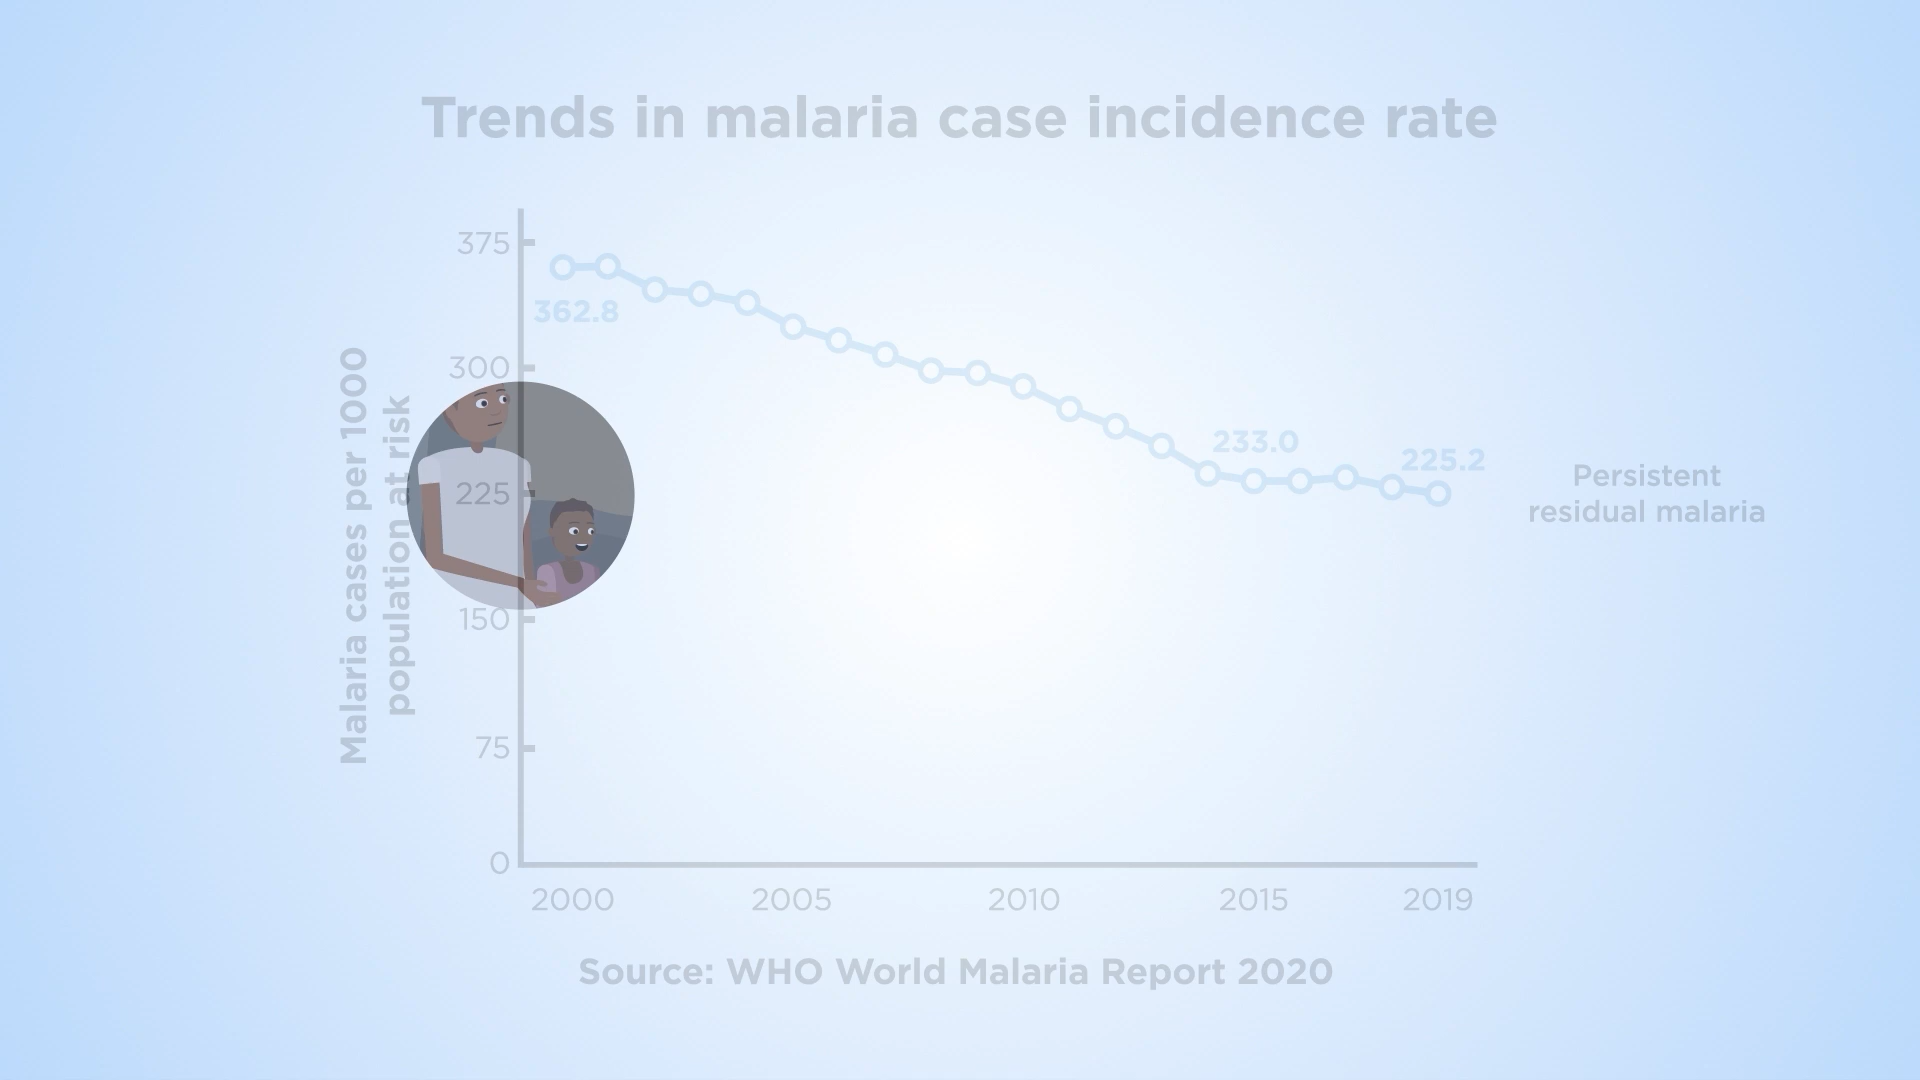 Trends in malaria case incidence rate
Malaria cases per 1000
population at risk
375
300
225
150
75
0
362.8
233.0
225.2
Persistent
residual malaria
2000
2005
2010
2015
2019
Source: WHO World Malaria Report 2020